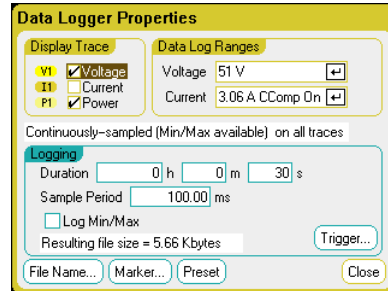 Data Logger Properties
Display Trace
V1 Voltage
I1 Current
P1 Power
Data Log Ranges
Voltage 51 V
Current 3.06 A CComp On
Continuously-sampled (Min/Max available) on all traces
Logging
Duration 0 h 0 m 30 s
Sample Period 100.00 ms
Log Min/Max
Resulting file size = 5.66 Kbytes
Trigger...
File Name... Marker... Preset Close